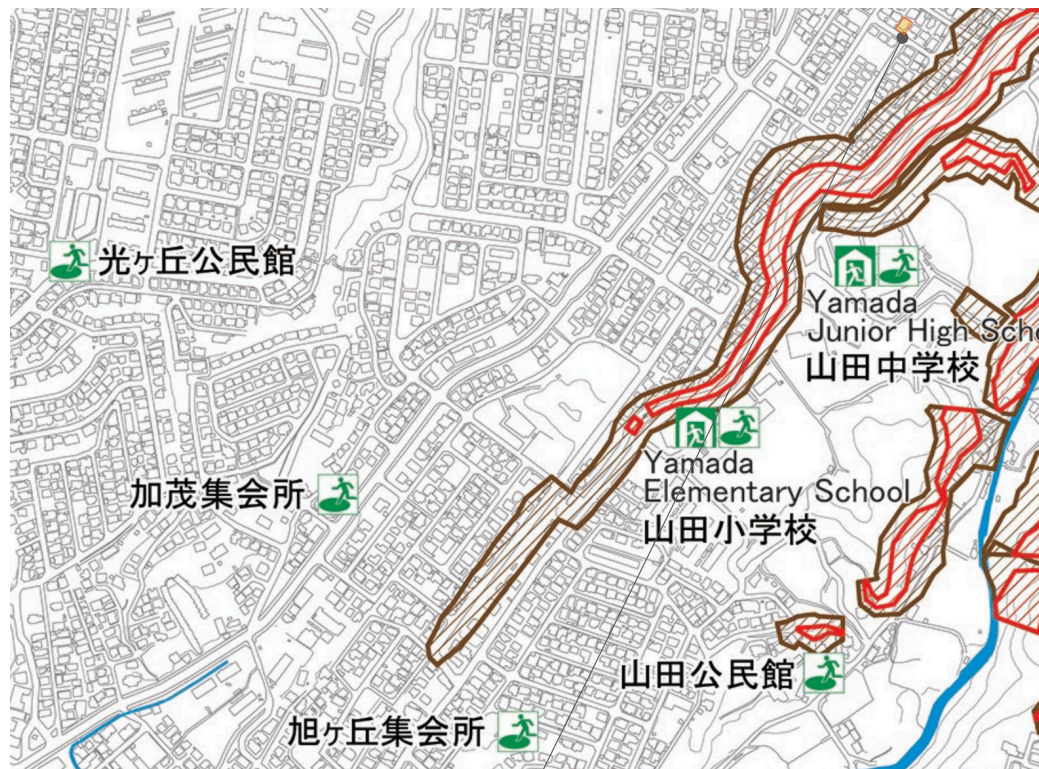 光ヶ丘公民館
Yamada
Junior High Scho
山田中学校
Yamada
Elementary School
加茂集会所
山田小学校
山田公民館
旭ヶ丘集会所